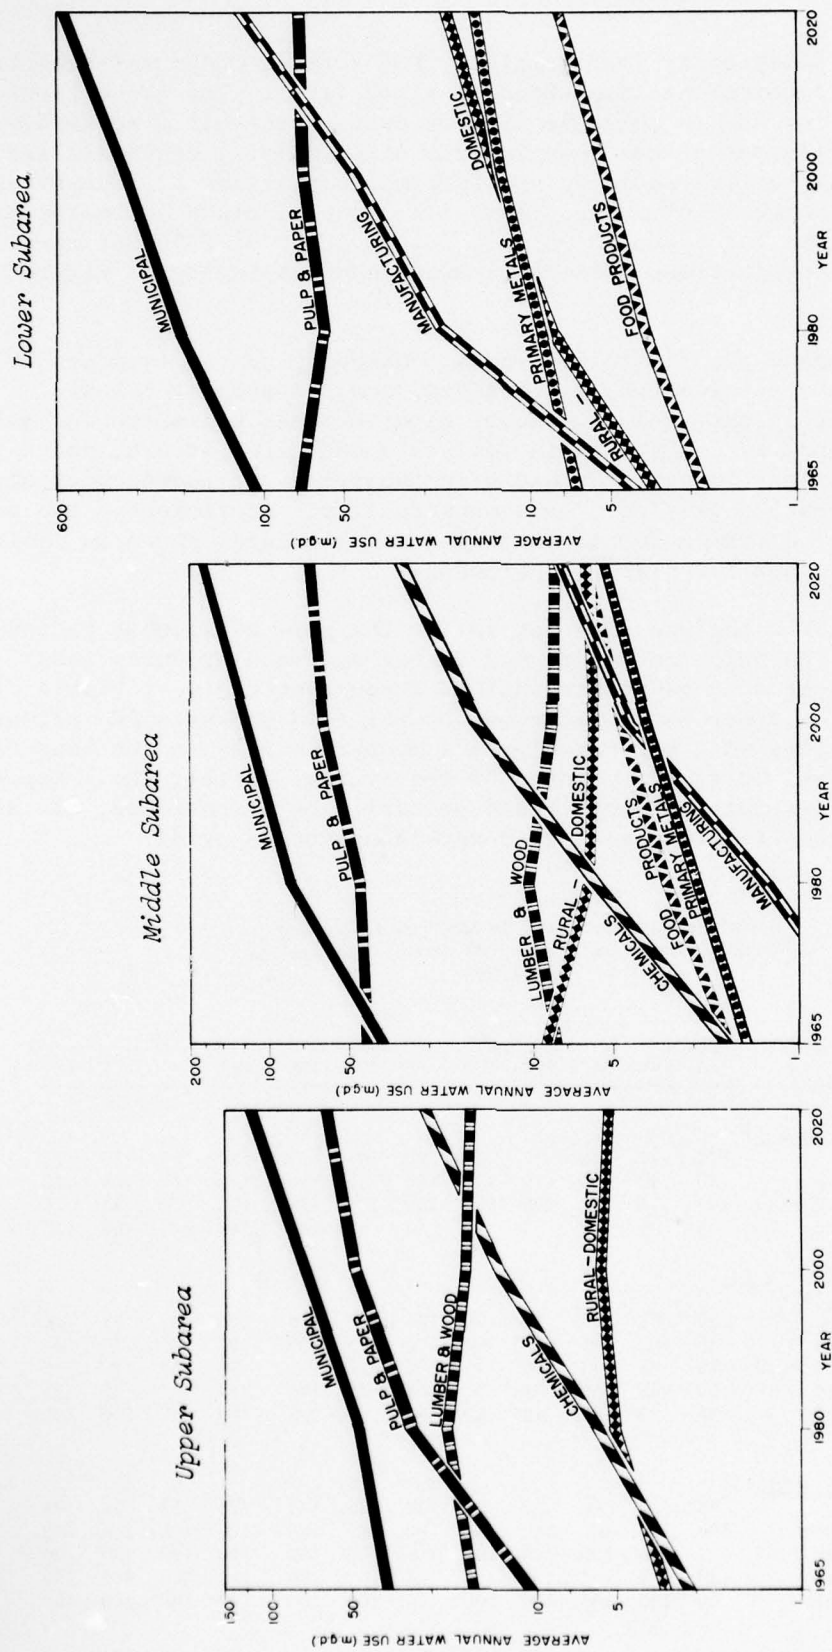 Upper Subarea
AVERAGE ANNUAL WATER USE (m.g.d.)
150
100
50
10
5
1
MUNICIPAL
PULP & PAPER
LUMBER & WOOD
CHEMICALS
RURAL-DOMESTIC
1965
1980
2000
2020
YEAR
Middle Subarea
AVERAGE ANNUAL WATER USE (m.g.d.)
200
100
50
10
5
1
MUNICIPAL
PULP & PAPER
LUMBER & WOOD
RURAL - DOMESTIC
CHEMICALS
FOOD PRODUCTS
PRIMARY METALS
MANUFACTURING
1965
1980
2000
2020
YEAR
Lower Subarea
AVERAGE ANNUAL WATER USE (m.g.d.)
600
100
50
10
5
1
MUNICIPAL
PULP & PAPER
MANUFACTURING
PRIMARY METALS
RURAL - DOMESTIC
FOOD PRODUCTS
1965
1980
2000
2020
YEAR